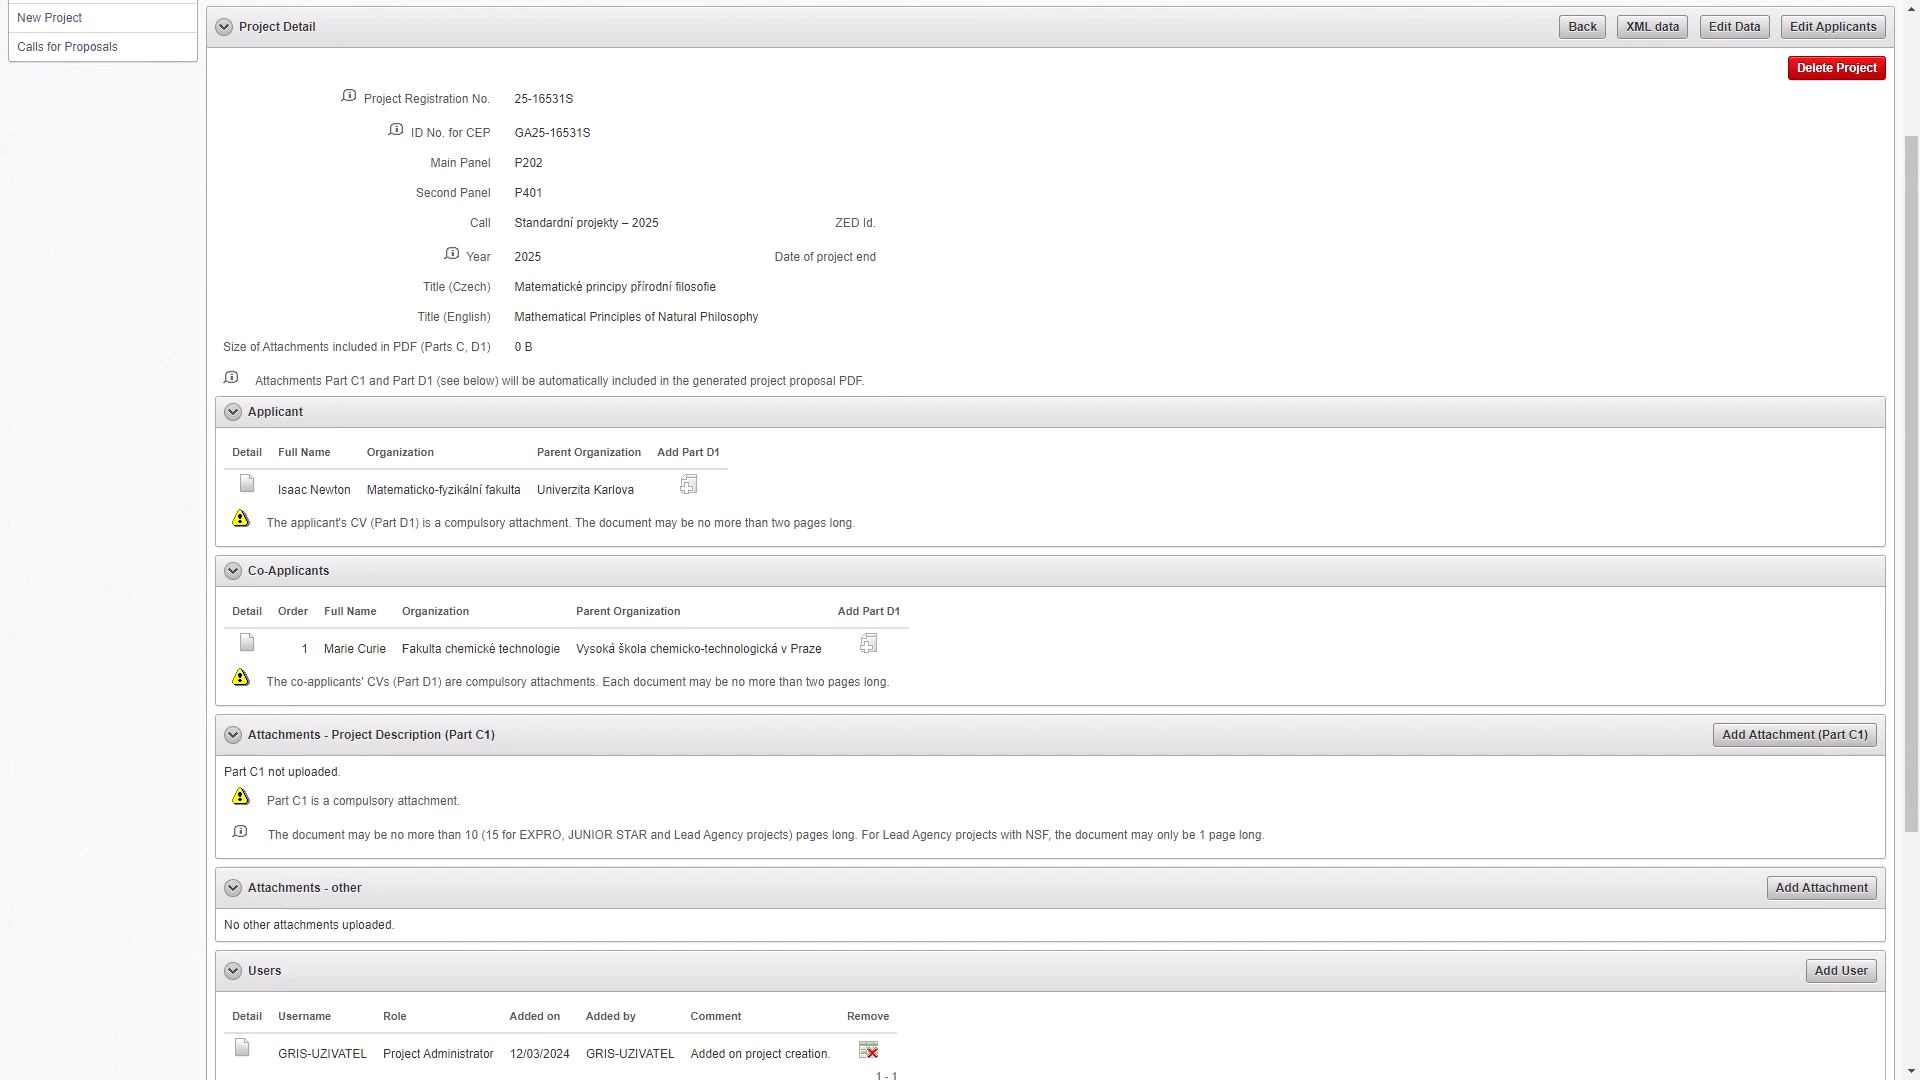 New Project
Calls for Proposals
Project Detail
Back
XML data
Edit Data
Edit Applicants
Delete Project
Project Registration No. 25-16531S
ID No. for CEP GA25-16531S
Main Panel P202
Second Panel P401
Call Standardní projekty – 2025 ZED Id.
Year 2025 Date of project end
Title (Czech) Matematické principy přírodní filosofie
Title (English) Mathematical Principles of Natural Philosophy
Size of Attachments included in PDF (Parts C, D1) 0 B
Attachments Part C1 and Part D1 (see below) will be automatically included in the generated project proposal PDF.
Applicant
Detail Full Name Organization Parent Organization Add Part D1
Isaac Newton Matematicko-fyzikální fakulta Univerzita Karlova
The applicant's CV (Part D1) is a compulsory attachment. The document may be no more than two pages long.
Co-Applicants
Detail Order Full Name Organization Parent Organization Add Part D1
1 Marie Curie Fakulta chemické technologie Vysoká škola chemicko-technologická v Praze
The co-applicants' CVs (Part D1) are compulsory attachments. Each document may be no more than two pages long.
Attachments - Project Description (Part C1) Add Attachment (Part C1)
Part C1 not uploaded.
Part C1 is a compulsory attachment.
The document may be no more than 10 (15 for EXPRO, JUNIOR STAR and Lead Agency projects) pages long. For Lead Agency projects with NSF, the document may only be 1 page long.
Attachments - other Add Attachment
No other attachments uploaded.
Users Add User
Detail Username Role Added on Added by Comment Remove
GRIS-UZIVATEL Project Administrator 12/03/2024 GRIS-UZIVATEL Added on project creation.
1 - 1